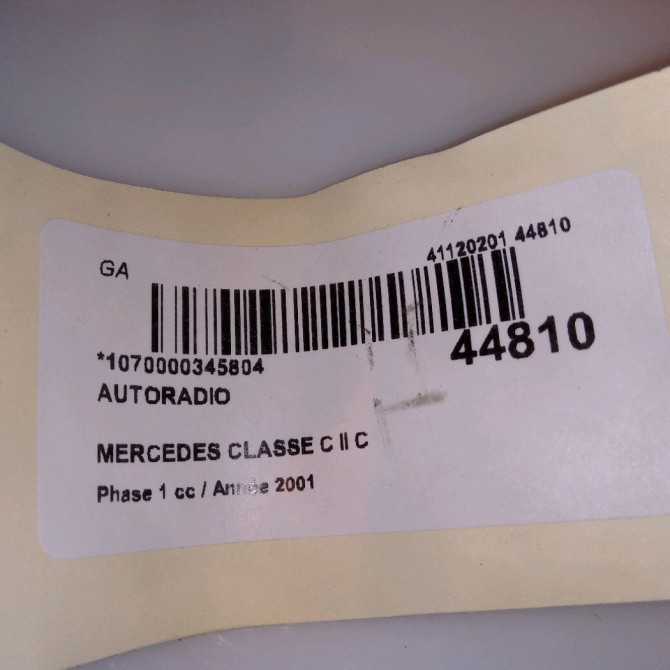 GA
41120201 44810
*1070000345804
44810
AUTORADIO
MERCEDES CLASSE C II C
Phase 1 cc / Année 2001